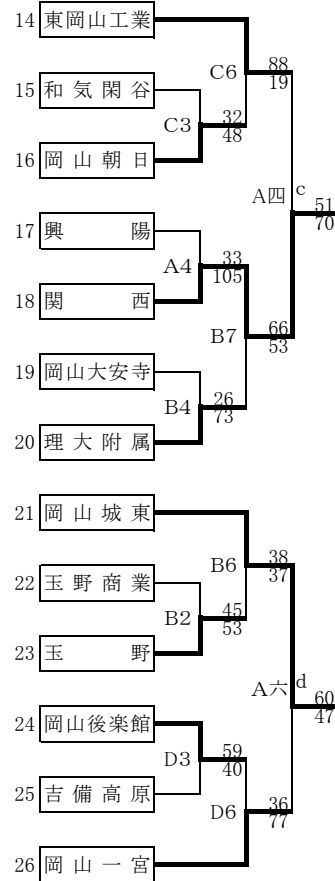 14 東岡山工業
C6 88
19
15 和気閑谷
C3 32
48
16 岡山朝日
A四 c 51
70
17 興陽
A4 33
105
18 関西
B7 66
53
19 岡山大安寺
B4 26
73
20 理大附属
21 岡山城東
B6 38
37
22 玉野商業
B2 45
53
23 玉野
A六 d 60
47
24 岡山後楽館
D3 59
40
25 吉備高原
D6 36
77
26 岡山一宮